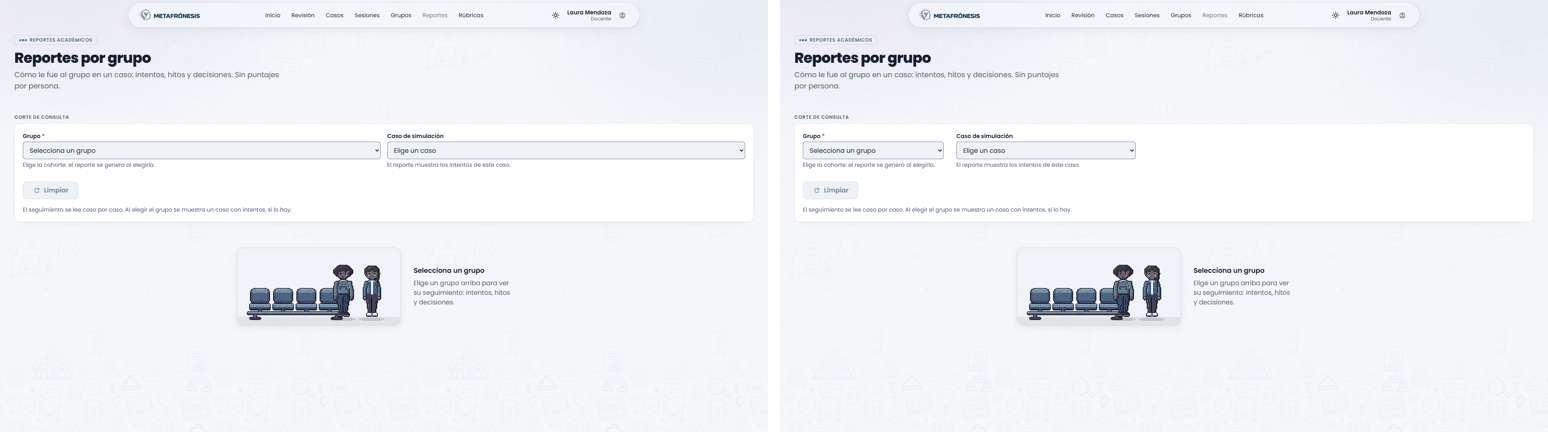 METAFRÓNESIS
Inicio Revisión Casos Sesiones Grupos Reportes Rúbricas
Laura Mendoza
Docente
REPORTES ACADÉMICOS
Reportes por grupo
Cómo le fue al grupo en un caso: intentos, hitos y decisiones. Sin puntajes
por persona.
CORTE DE CONSULTA
Grupo *
Caso de simulación
Selecciona un grupo
Elige un caso
Elige la cohorte: el reporte se genera al elegirla.
El reporte muestra los intentos de este caso.
Limpiar
El seguimiento se lee caso por caso. Al elegir el grupo se muestra un caso con intentos, si lo hay.
Selecciona un grupo
Elige un grupo arriba para ver
su seguimiento: intentos, hitos
y decisiones.
METAFRÓNESIS
Inicio Revisión Casos Sesiones Grupos Reportes Rúbricas
Laura Mendoza
Docente
REPORTES ACADÉMICOS
Reportes por grupo
Cómo le fue al grupo en un caso: intentos, hitos y decisiones. Sin puntajes
por persona.
CORTE DE CONSULTA
Grupo *
Caso de simulación
Selecciona un grupo
Elige un caso
Elige la cohorte: el reporte se genera al elegirla.
El reporte muestra los intentos de este caso.
Limpiar
El seguimiento se lee caso por caso. Al elegir el grupo se muestra un caso con intentos, si lo hay.
Selecciona un grupo
Elige un grupo arriba para ver
su seguimiento: intentos, hitos
y decisiones.